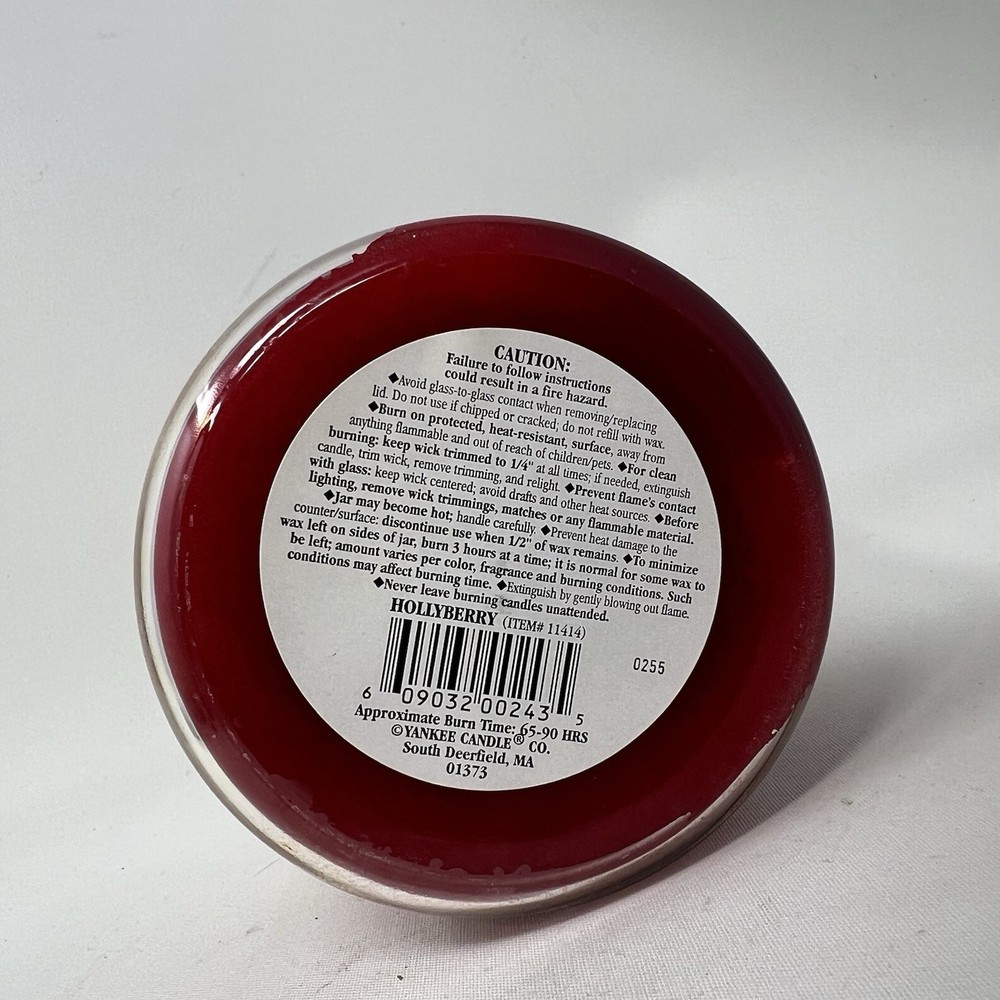 CAUTION:
Failure to follow instructions
could result in a fire hazard.
◆Avoid glass-to-glass contact when removing/replacing
lid. Do not use if chipped or cracked; do not refill with wax.
◆Burn on protected, heat-resistant, surface, away from
anything flammable and out of reach of children/pets. ◆For clean
burning: keep wick trimmed to 1/4" at all times; if needed, extinguish
candle, trim wick, remove trimming, and relight. ◆Prevent flame's contact
with glass: keep wick centered; avoid drafts and other heat sources. ◆Before
lighting, remove wick trimmings, matches or any flammable material.
◆Jar may become hot; handle carefully. ◆Prevent heat damage to the
counter/surface: discontinue use when 1/2" of wax remains. ◆To minimize
wax left on sides of jar, burn 3 hours at a time; it is normal for some wax to
be left; amount varies per color, fragrance and burning conditions. Such
conditions may affect burning time. ◆Extinguish by gently blowing out flame.
◆Never leave burning candles unattended.
HOLLYBERRY (ITEM# 11414)
0255
6 09032 00243 5
Approximate Burn Time: 65-90 HRS
©YANKEE CANDLE® CO.
South Deerfield, MA
01373